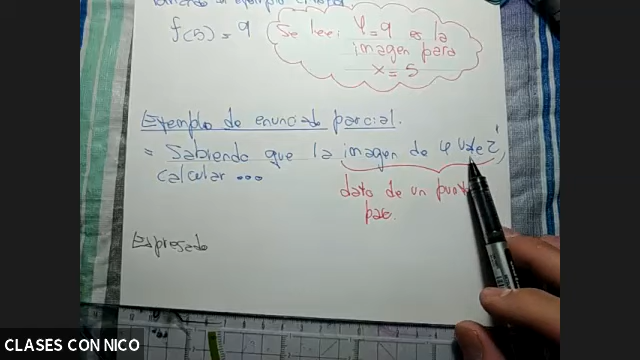 f(5) = 9
Se lee: Y=9 es la
imagen para
x = 5
Ejemplo de enunciado parcial.
= Sabiendo que la imagen de 4 vale 2,
calcular ...
dato de un punto
par.
Expresado
CLASES CON NICO